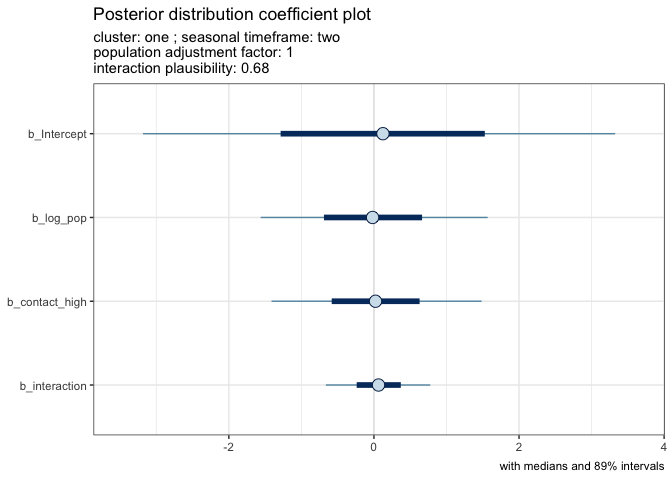 Posterior distribution coefficient plot
cluster: one ; seasonal timeframe: two
population adjustment factor: 1
interaction plausibility: 0.68
b_Intercept
b_log_pop
b_contact_high
b_interaction
-2 0 2 4
with medians and 89% intervals